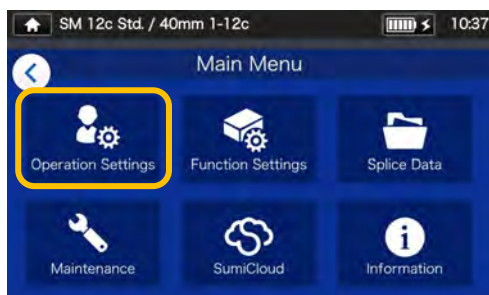 SM 12c Std. / 40mm 1-12c 10:37
Main Menu
Operation Settings Function Settings Splice Data
Maintenance SumiCloud Information